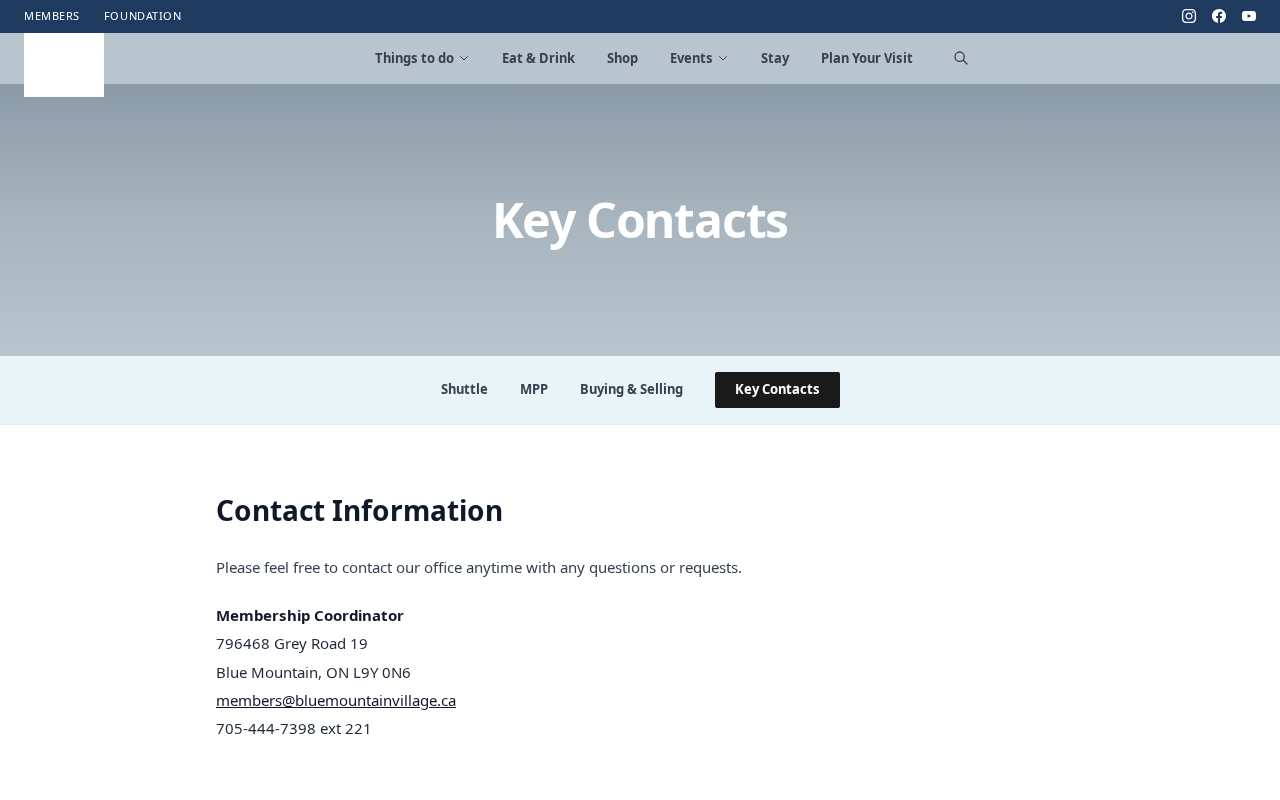 MEMBERS FOUNDATION
Things to do Eat & Drink Shop Events Stay Plan Your Visit
Key Contacts
Shuttle MPP Buying & Selling Key Contacts
Contact Information
Please feel free to contact our office anytime with any questions or requests.
Membership Coordinator
796468 Grey Road 19
Blue Mountain, ON L9Y 0N6
members@bluemountainvillage.ca
705-444-7398 ext 221